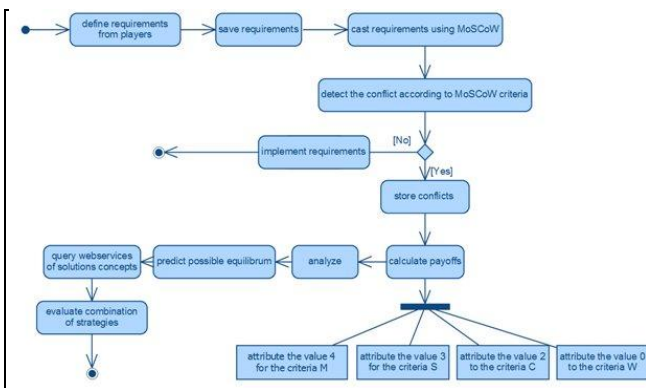 define requirements
from players
save requirements
cast requirements using MoSCoW
detect the conflict according to MoSCoW criteria
[No]
implement requirements
[Yes]
store conflicts
query webservices
of solutions concepts
predict possible equilibrum
analyze
calculate payoffs
evaluate combination
of strategies
attribute the value 4
for the criteria M
attribute the value 3
for the criteria S
attribute the value 2
to the criteria C
attribute the value 0
to the criteria W